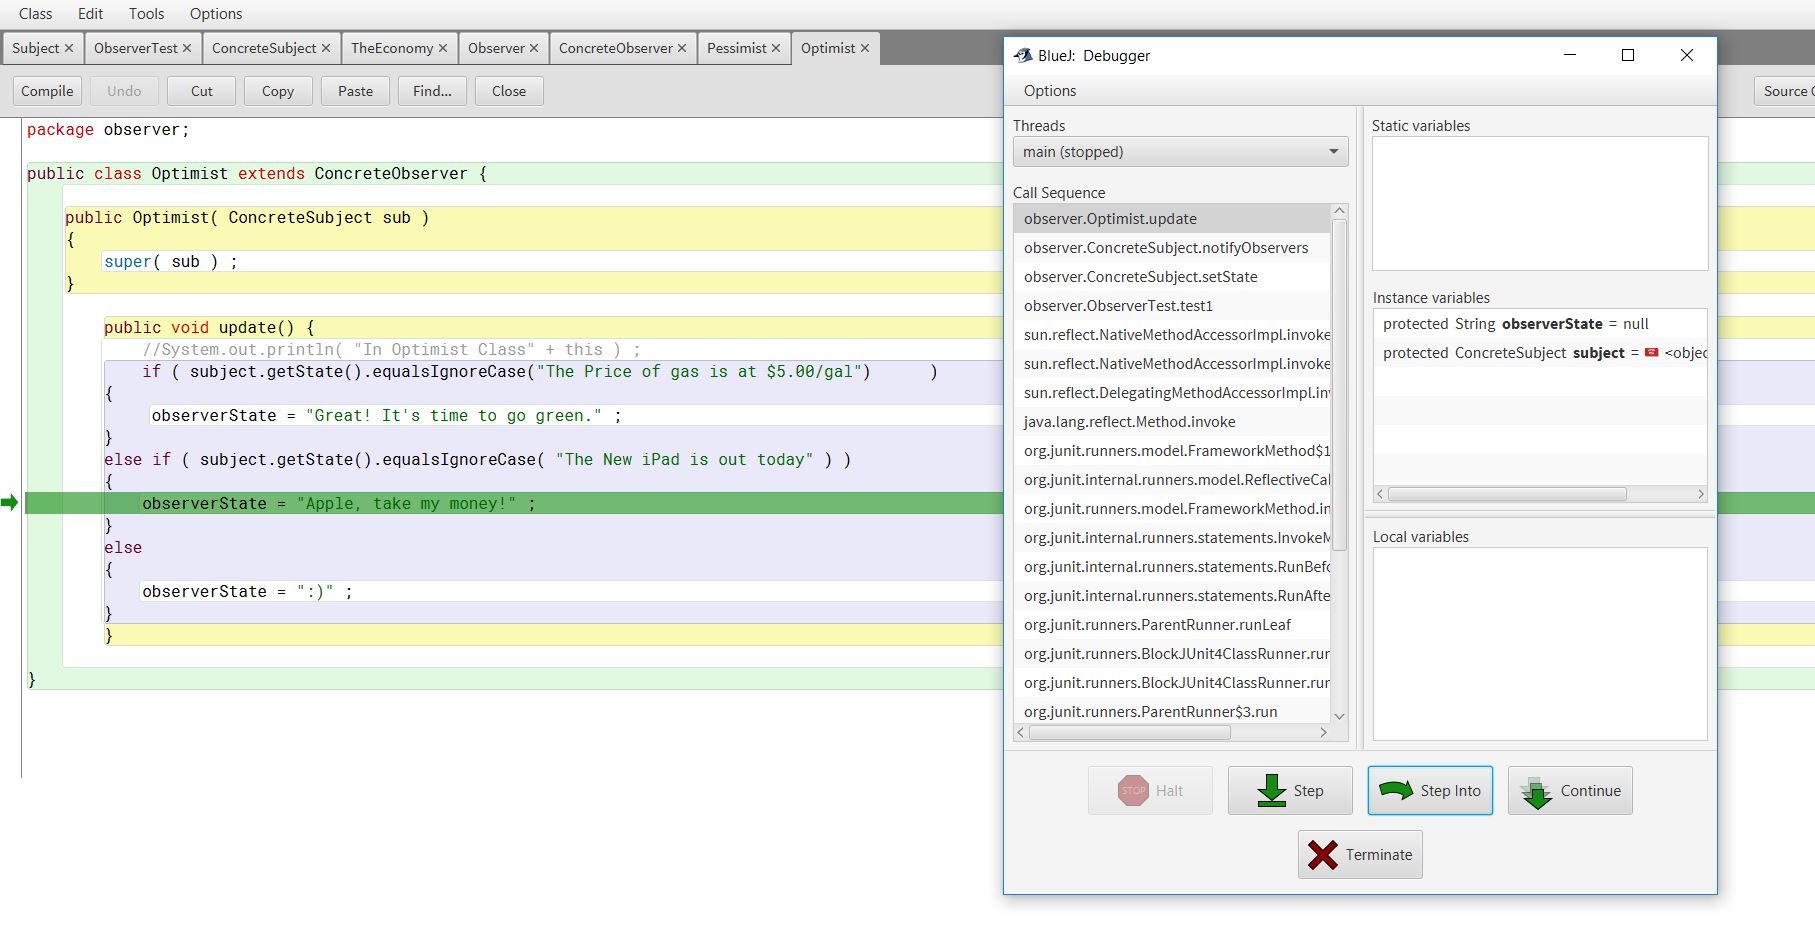 Class Edit Tools Options
Subject × ObserverTest × ConcreteSubject × TheEconomy × Observer × ConcreteObserver × Pessimist × Optimist ×
Compile Undo Cut Copy Paste Find... Close
Source
package observer;
public class Optimist extends ConcreteObserver {
public Optimist( ConcreteSubject sub )
{
super( sub ) ;
}
public void update() {
//System.out.println( "In Optimist Class" + this ) ;
if ( subject.getState().equalsIgnoreCase("The Price of gas is at $5.00/gal") )
{
observerState = "Great! It's time to go green." ;
}
else if ( subject.getState().equalsIgnoreCase( "The New iPad is out today" ) )
{
observerState = "Apple, take my money!" ;
}
else
{
observerState = ":)" ;
}
}
}
BlueJ: Debugger
Options
Threads
main (stopped)
Call Sequence
observer.Optimist.update
observer.ConcreteSubject.notifyObservers
observer.ConcreteSubject.setState
observer.ObserverTest.test1
sun.reflect.NativeMethodAccessorImpl.invoke
sun.reflect.NativeMethodAccessorImpl.invoke
sun.reflect.DelegatingMethodAccessorImpl.in
java.lang.reflect.Method.invoke
org.junit.runners.model.FrameworkMethod$1
org.junit.internal.runners.model.ReflectiveCal
org.junit.runners.model.FrameworkMethod.in
org.junit.internal.runners.statements.InvokeM
org.junit.internal.runners.statements.RunBefo
org.junit.internal.runners.statements.RunAfte
org.junit.runners.ParentRunner.runLeaf
org.junit.runners.BlockJUnit4ClassRunner.run
org.junit.runners.BlockJUnit4ClassRunner.run
org.junit.runners.ParentRunner$3.run
Static variables
Instance variables
protected String observerState = null
protected ConcreteSubject subject = <objec
Local variables
STOP Halt
Step
Step Into
Continue
Terminate